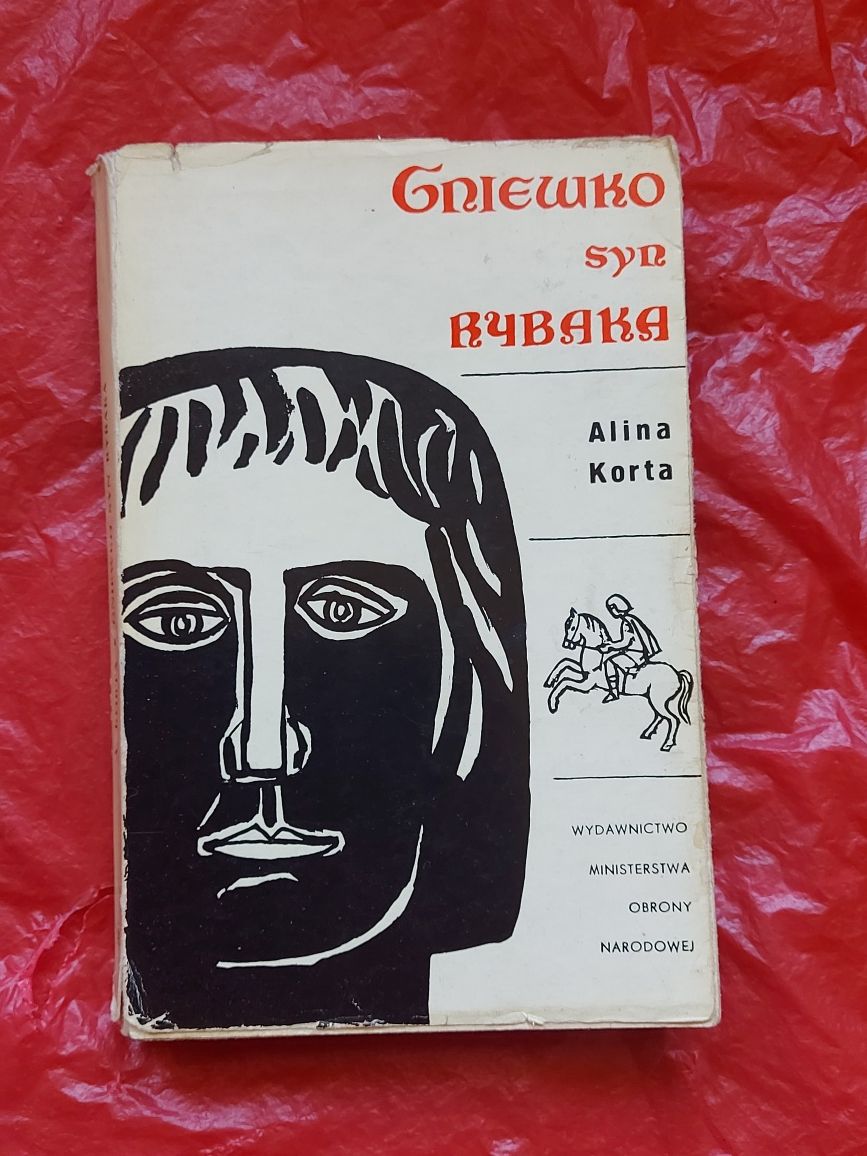 Gniewko
syn
Rybaka
Alina
Korta
WYDAWNICTWO
MINISTERSTWA
OBRONY
NARODOWEJ